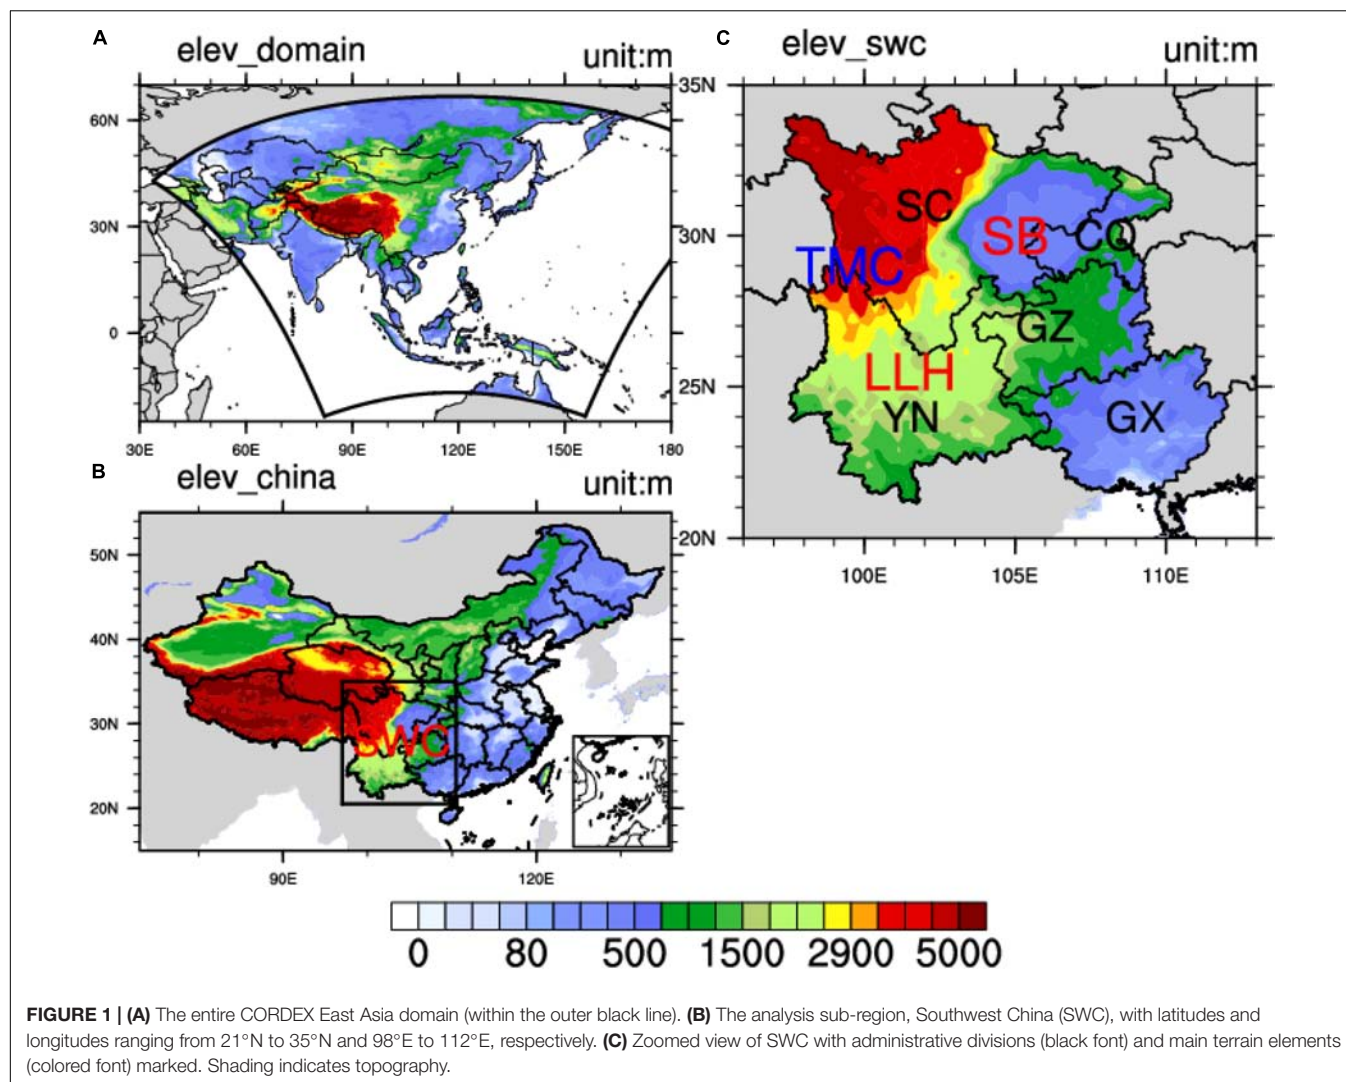 A
elev_domain
unit:m
60N
30N
0
30E
60E
90E
120E
150E
180
B
elev_china
unit:m
50N
40N
30N
20N
SWC
90E
120E
C
elev_swc
unit:m
35N
30N
25N
20N
SC
SB
CQ
TMC
GZ
LLH
YN
GX
100E
105E
110E
0
80
500
1500
2900
5000
FIGURE 1 | (A) The entire CORDEX East Asia domain (within the outer black line). (B) The analysis sub-region, Southwest China (SWC), with latitudes and
longitudes ranging from 21°N to 35°N and 98°E to 112°E, respectively. (C) Zoomed view of SWC with administrative divisions (black font) and main terrain elements
(colored font) marked. Shading indicates topography.